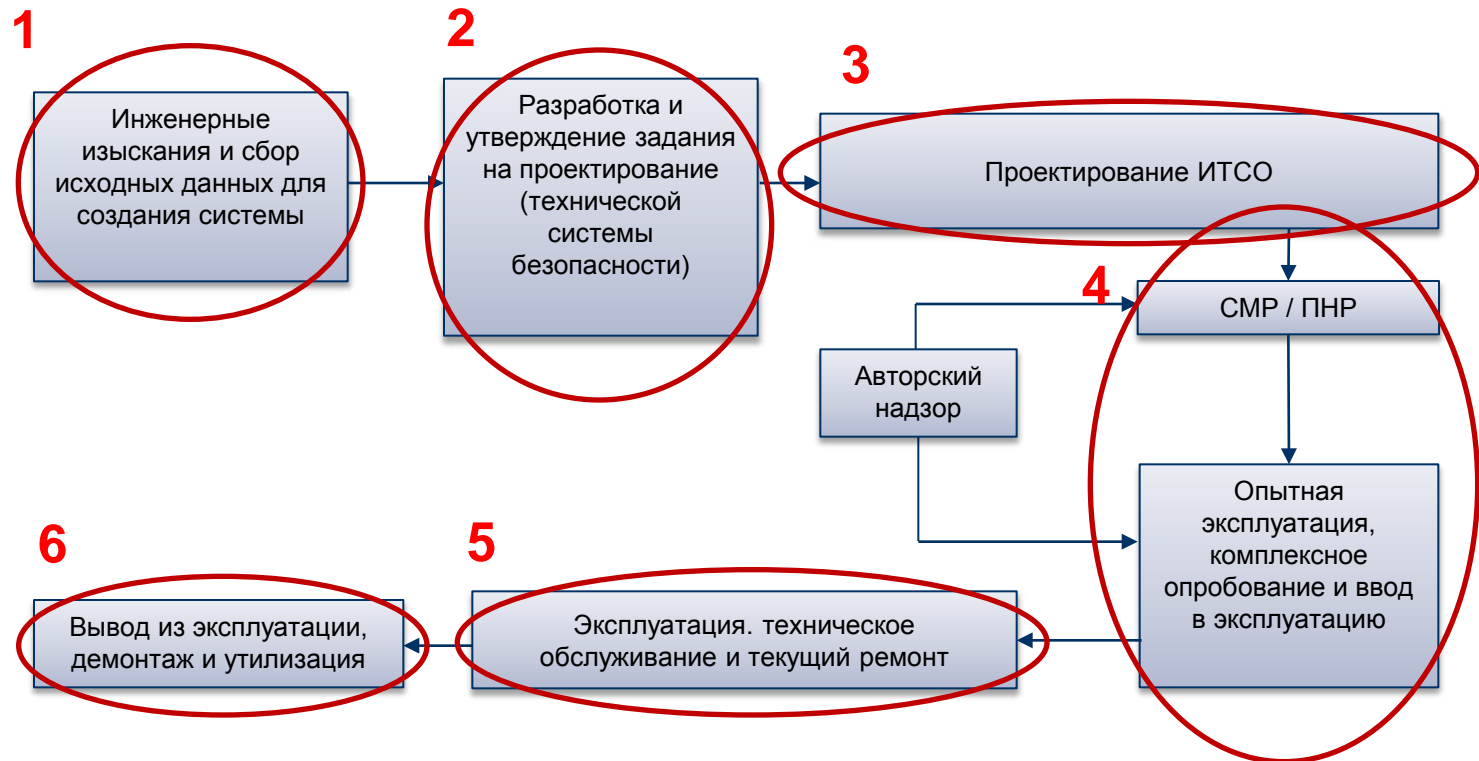 1
Инженерные
изыскания и сбор
исходных данных для
создания системы
2
Разработка и
утверждение задания
на проектирование
(технической
системы
безопасности)
3
Проектирование ИТСО
4
СМР / ПНР
Авторский
надзор
Опытная
эксплуатация,
комплексное
опробование и ввод
в эксплуатацию
5
Эксплуатация. техническое
обслуживание и текущий ремонт
6
Вывод из эксплуатации,
демонтаж и утилизация